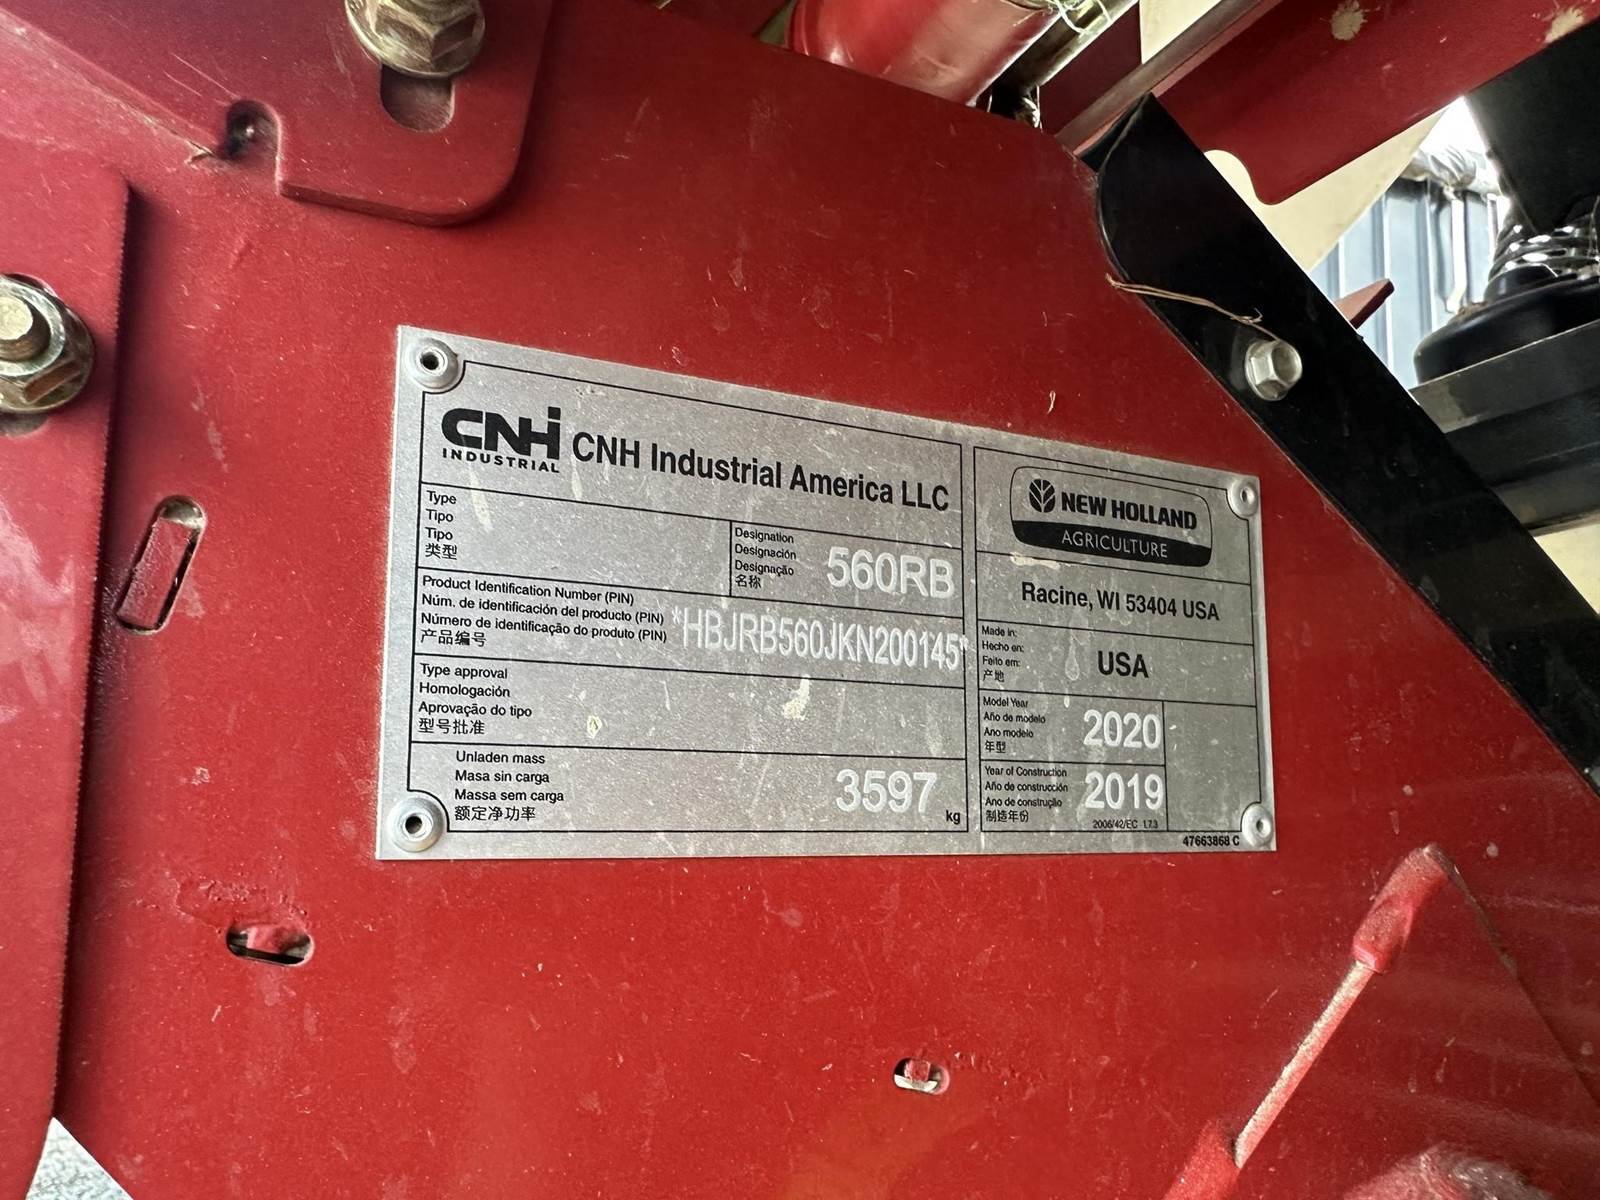 CNHi
INDUSTRIAL
CNH Industrial America LLC
Type
Tipo
Tipo
类型
Designation
Designación
Designação
名称
560RB
Product Identification Number (PIN)
Núm. de identificación del producto (PIN)
Número de identificação do produto (PIN)
产品编号
*HBJRB560JKN200145*
Type approval
Homologación
Aprovação do tipo
型号批准
Unladen mass
Masa sin carga
Massa sem carga
额定净功率
3597
kg
NEW HOLLAND
AGRICULTURE
Racine, WI 53404 USA
Made in:
Hecho en:
Feito em:
产地
USA
Model Year
Año de modelo
Ano modelo
年型
2020
Year of Construction
Año de construcción
Ano de construção
制造年份
2019
2006/42/EC 1.7.3
47663868 C